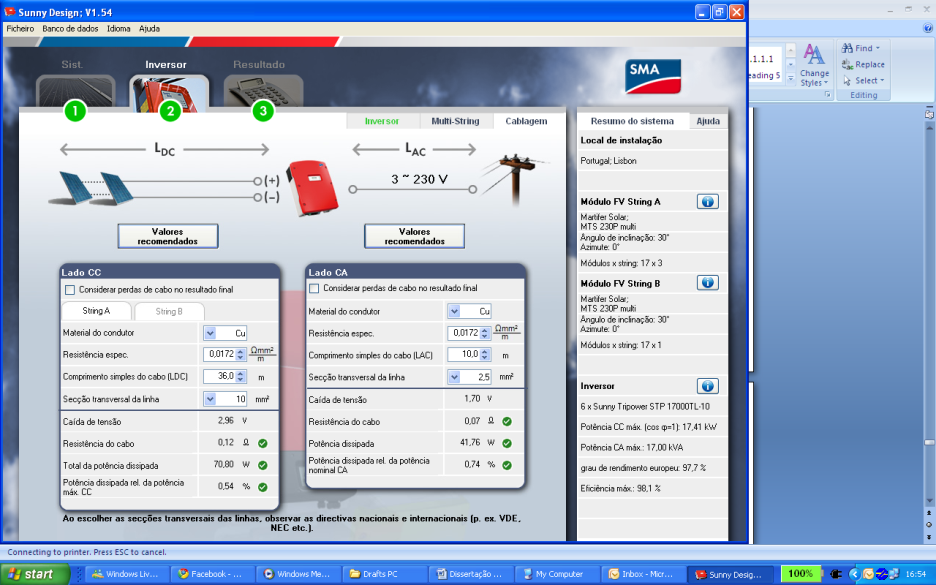 Sunny Design; V1.54
Ficheiro Banco de dados Idioma Ajuda
Sist. Inversor Resultado
1 2 3
SMA
Inversor Multi-String Cablagem
Resumo do sistema Ajuda
LDC
LAC
(+)
(−)
3 ~ 230 V
Valores
recomendados
Valores
recomendados
Lado CC
Considerar perdas de cabo no resultado final
String A String B
Material do condutor Cu
Resistência espec. 0,0172 Ωmm²/m
Comprimento simples do cabo (LDC) 36,0 m
Secção transversal da linha 10 mm²
Caída de tensão 2,96 V
Resistência do cabo 0,12 Ω
Total da potência dissipada 70,80 W
Potência dissipada rel. da potência
máx. CC 0,54 %
Lado CA
Considerar perdas de cabo no resultado final
Material do condutor Cu
Resistência espec. 0,0172 Ωmm²/m
Comprimento simples do cabo (LAC) 10,0 m
Secção transversal da linha 2,5 mm²
Caída de tensão 1,70 V
Resistência do cabo 0,07 Ω
Potência dissipada 41,76 W
Potência dissipada rel. da potência
nominal CA 0,74 %
Ao escolher as secções transversais das linhas, observar as directivas nacionais e internacionais (p. ex. VDE,
NEC etc.).
Local de instalação
Portugal; Lisbon
Módulo FV String A
Martifer Solar;
MTS 230P multi
Ângulo de inclinação: 30°
Azimute: 0°
Módulos x string: 17 x 3
Módulo FV String B
Martifer Solar;
MTS 230P multi
Ângulo de inclinação: 30°
Azimute: 0°
Módulos x string: 17 x 1
Inversor
6 x Sunny Tripower STP 17000TL-10
Potência CC máx. (cos φ=1): 17,41 kW
Potência CA máx.: 17,00 kVA
grau de rendimento europeu: 97,7 %
Eficiência máx.: 98,1 %
.1.1.1
eading 5
Change
Styles
Find
Replace
Select
Editing
Connecting to printer. Press ESC to cancel.
start Windows Liv... Facebook - ... Windows Me... Drafts PC Dissertação ... My Computer Inbox - Micr... Sunny Desig... 100% 16:54